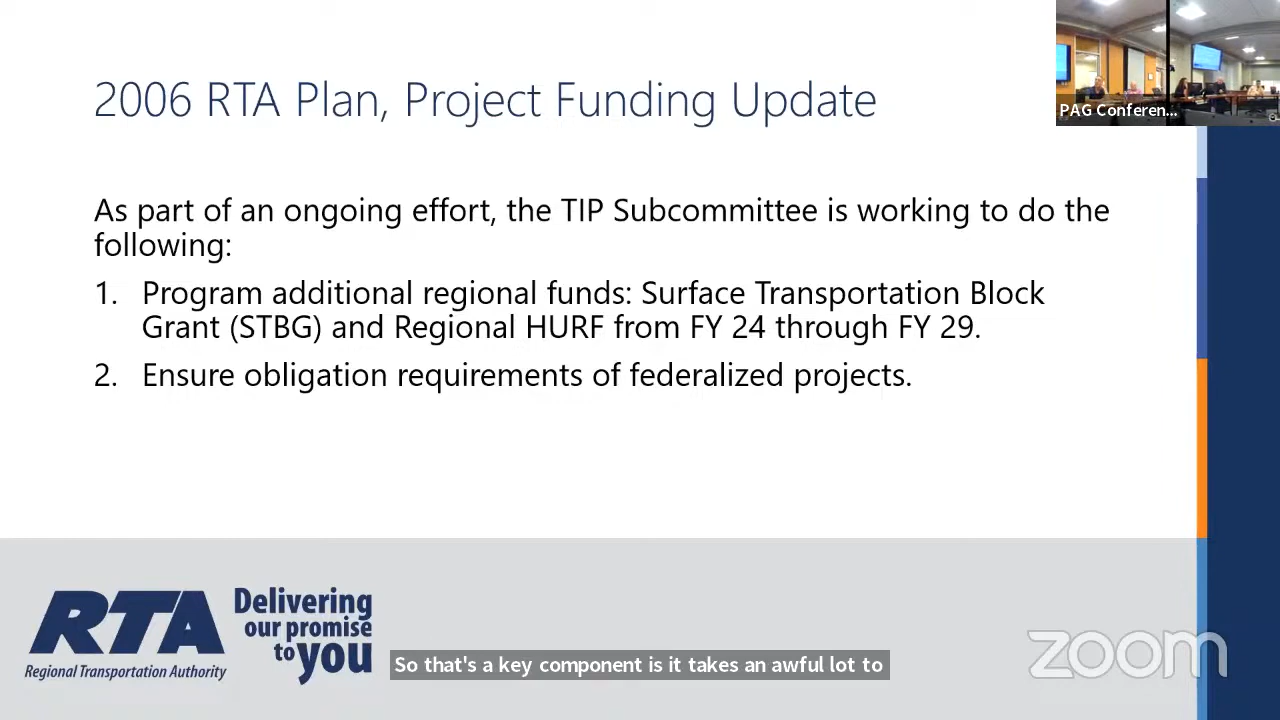 2006 RTA Plan, Project Funding Update
PAG Conferen...
As part of an ongoing effort, the TIP Subcommittee is working to do the
following:
1. Program additional regional funds: Surface Transportation Block
Grant (STBG) and Regional HURF from FY 24 through FY 29.
2. Ensure obligation requirements of federalized projects.
RTA
Regional Transportation Authority
Delivering
our promise
to you
So that's a key component is it takes an awful lot to
zoom